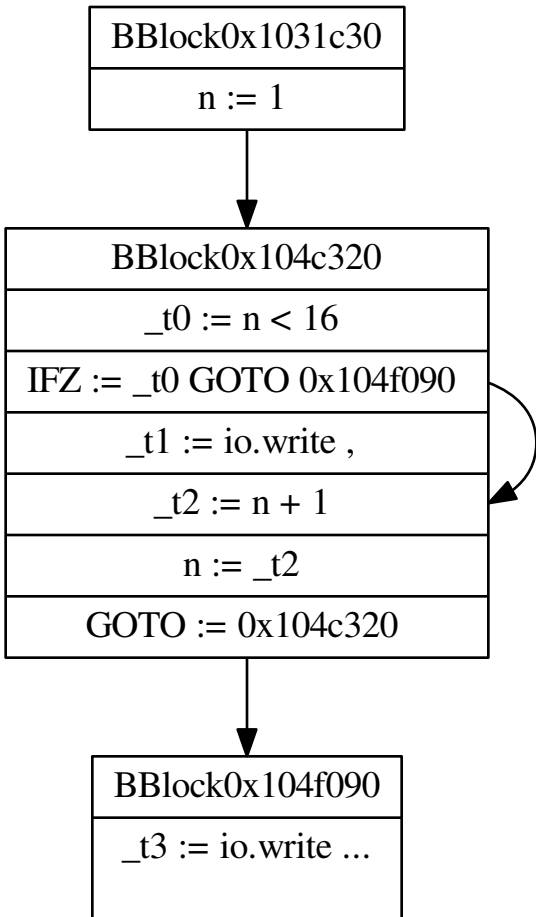 BBlock0x1031c30
n := 1
BBlock0x104c320
_t0 := n < 16
IFZ := _t0 GOTO 0x104f090
_t1 := io.write ,
_t2 := n + 1
n := _t2
GOTO := 0x104c320
BBlock0x104f090
_t3 := io.write ...